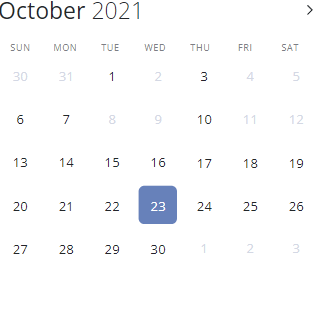 October 2021
SUN MON TUE WED THU FRI SAT
30 31 1 2 3 4 5
6 7 8 9 10 11 12
13 14 15 16 17 18 19
20 21 22 23 24 25 26
27 28 29 30 1 2 3